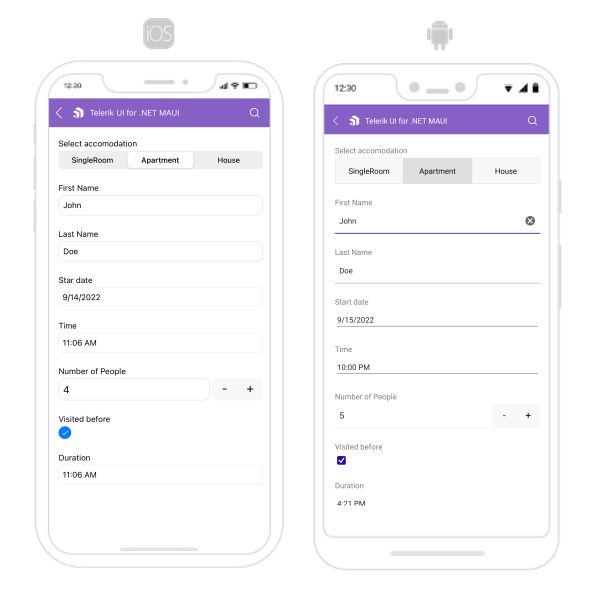 iOS
12:30
Telerik UI for .NET MAUI
Select accomodation
SingleRoom Apartment House
First Name
John
Last Name
Doe
Star date
9/14/2022
Time
11:06 AM
Number of People
4 - +
Visited before
Duration
11:06 AM
12:30
Telerik UI for .NET MAUI
Select accomodation
SingleRoom Apartment House
First Name
John
Last Name
Doe
Start date
9/15/2022
Time
10:00 PM
Number of People
5 - +
Visited before
Duration
4:21 PM